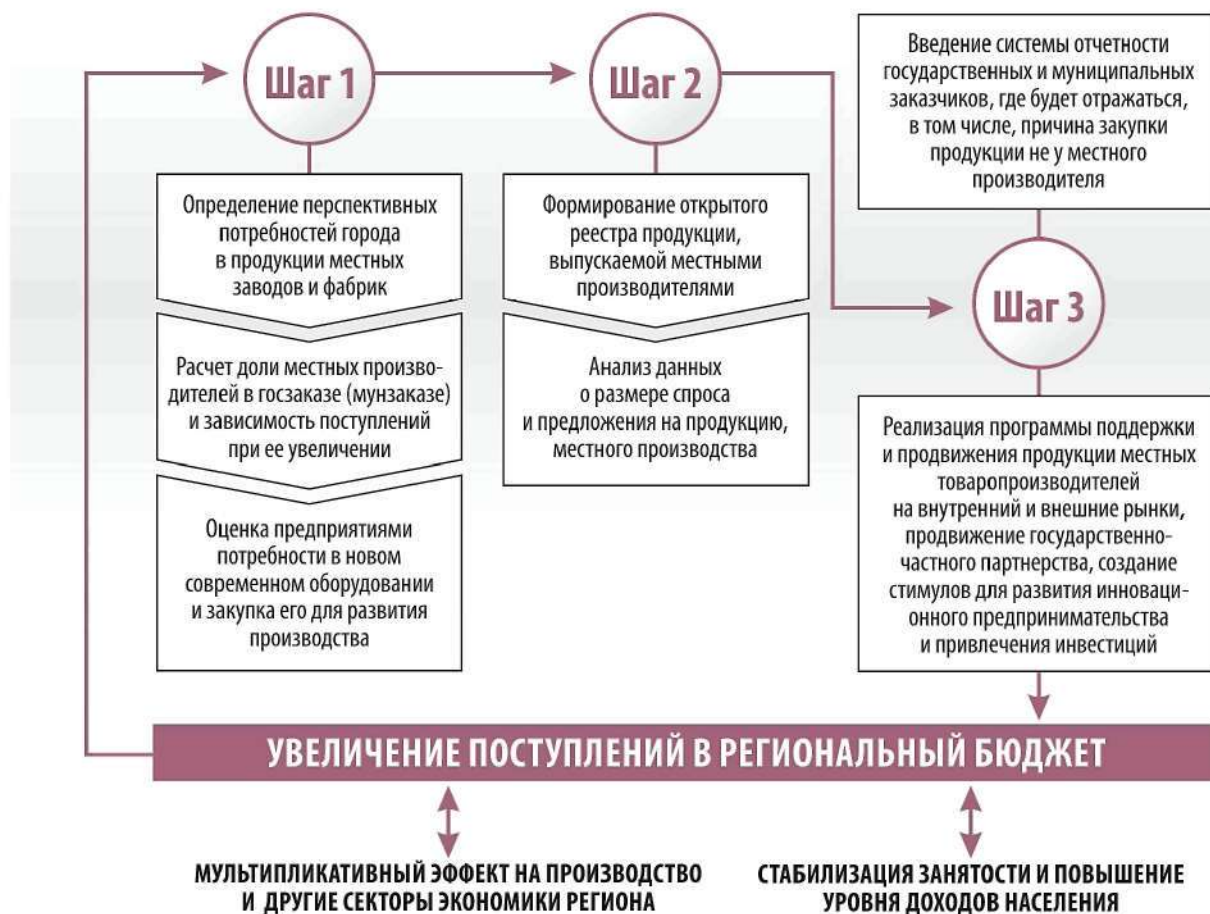 Шаг 1
Определение перспективных
потребностей города
в продукции местных
заводов и фабрик
Расчет доли местных произво-
дителей в госзаказе (мунзаказе)
и зависимость поступлений
при ее увеличении
Оценка предприятиями
потребности в новом
современном оборудовании
и закупка его для развития
производства
Шаг 2
Формирование открытого
реестра продукции,
выпускаемой местными
производителями
Анализ данных
о размере спроса
и предложения на продукцию,
местного производства
Введение системы отчетности
государственных и муниципальных
заказчиков, где будет отражаться,
в том числе, причина закупки
продукции не у местного
производителя
Шаг 3
Реализация программы поддержки
и продвижения продукции местных
товаропроизводителей
на внутренний и внешние рынки,
продвижение государственно-
частного партнерства, создание
стимулов для развития инноваци-
онного предпринимательства
и привлечения инвестиций
УВЕЛИЧЕНИЕ ПОСТУПЛЕНИЙ В РЕГИОНАЛЬНЫЙ БЮДЖЕТ
МУЛЬТИПЛИКАТИВНЫЙ ЭФФЕКТ НА ПРОИЗВОДСТВО
И ДРУГИЕ СЕКТОРЫ ЭКОНОМИКИ РЕГИОНА
СТАБИЛИЗАЦИЯ ЗАНЯТОСТИ И ПОВЫШЕНИЕ
УРОВНЯ ДОХОДОВ НАСЕЛЕНИЯ